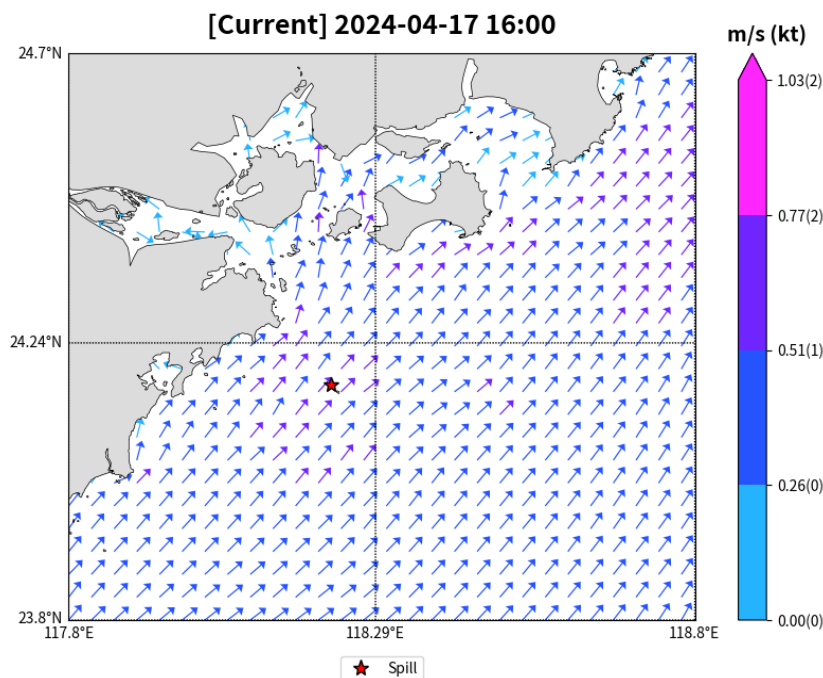 [Current] 2024-04-17 16:00
m/s (kt)
24.7°N
1.03(2)
0.77(2)
24.24°N
0.51(1)
0.26(0)
23.8°N
0.00(0)
117.8°E
118.29°E
118.8°E
Spill